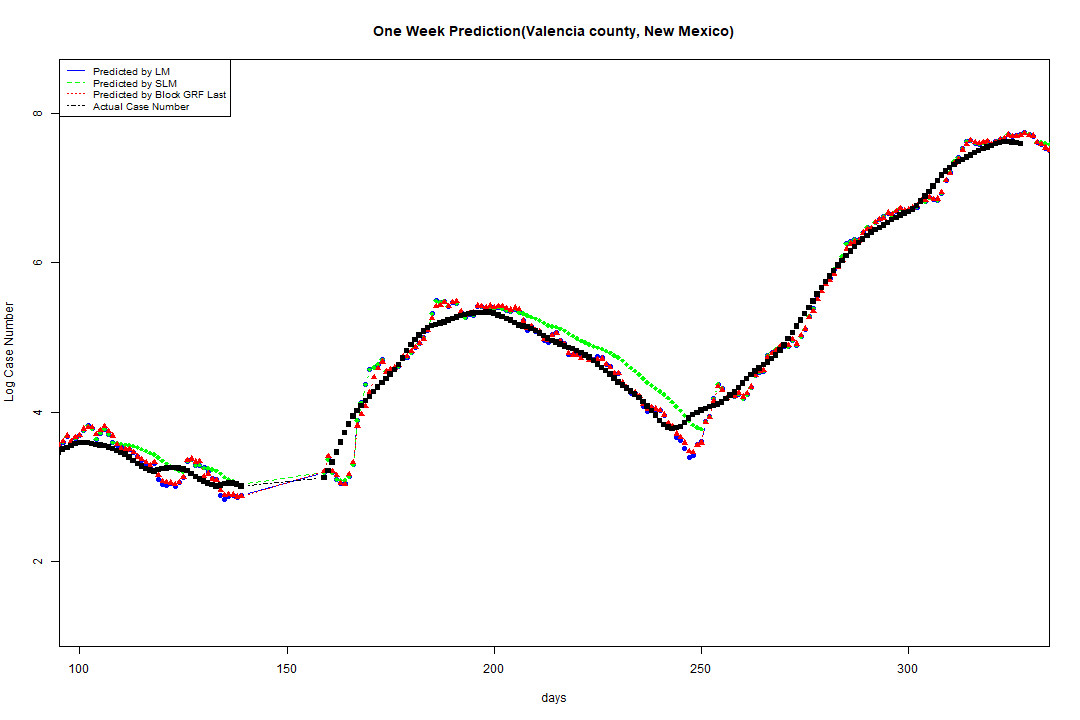 One Week Prediction(Valencia county, New Mexico)
Predicted by LM
Predicted by SLM
Predicted by Block GRF Last
Actual Case Number
8
6
4
2
Log Case Number
100 150 200 250 300
days